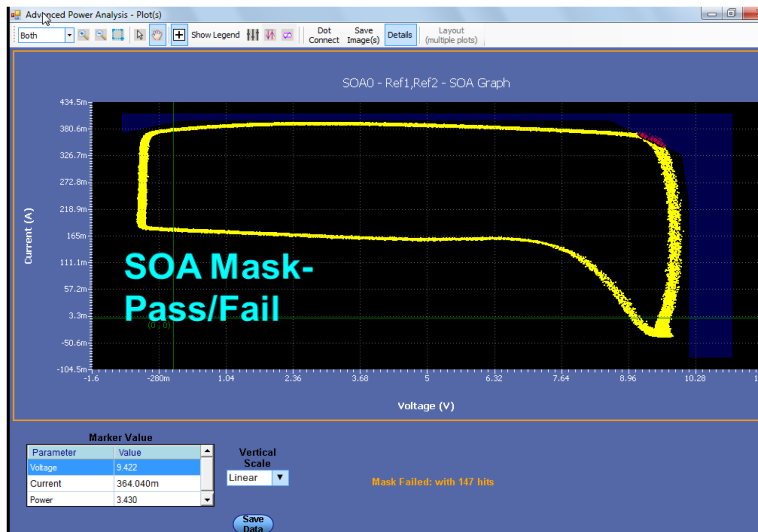 Advanced Power Analysis - Plot(s)
Both Show Legend Dot Connect Save Image(s) Details Layout (multiple plots)
SOA0 - Ref1,Ref2 - SOA Graph
434.5m
380.6m
326.7m
272.8m
218.9m
165m
111.1m
57.2m
3.3m
-50.6m
-104.5m
Current (A)
SOA Mask-
Pass/Fail
(0 , 0)
-1.6 -280m 1.04 2.36 3.68 5 6.32 7.64 8.96 10.28
Voltage (V)
Marker Value
Parameter Value
Voltage 9.422
Current 364.040m
Power 3.430
Vertical
Scale
Linear
Mask Failed: with 147 hits
Save
Data